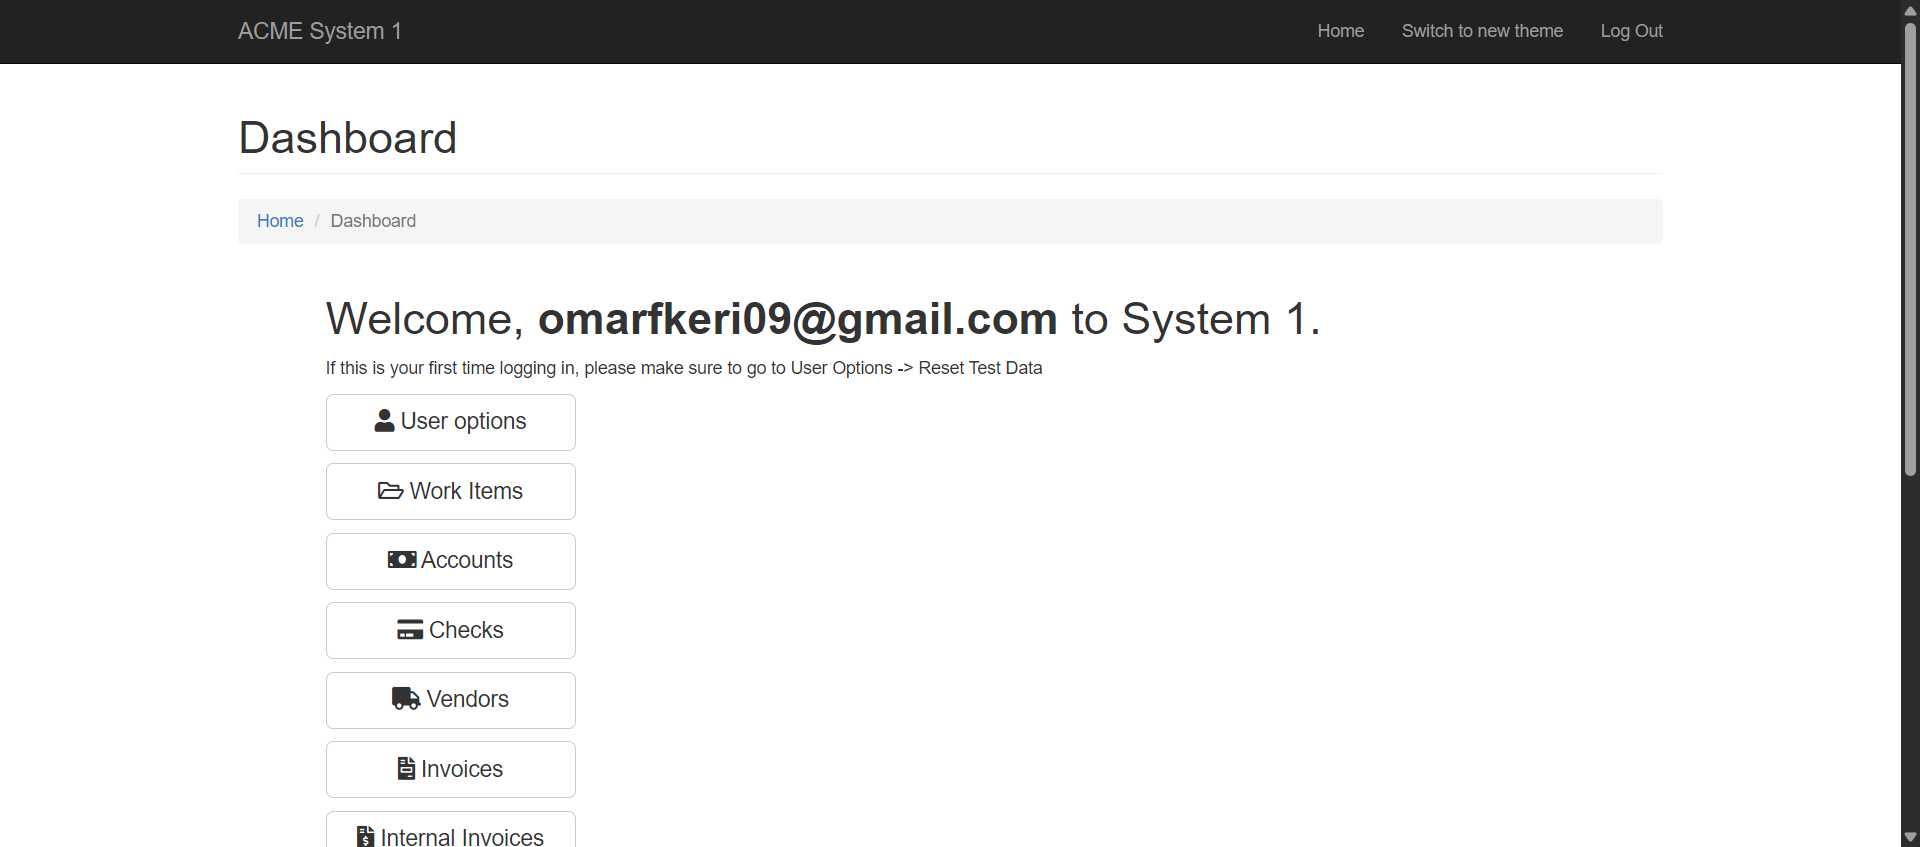 ACME System 1
Home
Switch to new theme
Log Out
Dashboard
Home / Dashboard
Welcome, omarfkeri09@gmail.com to System 1.
If this is your first time logging in, please make sure to go to User Options -> Reset Test Data
User options
Work Items
Accounts
Checks
Vendors
Invoices
Internal Invoices